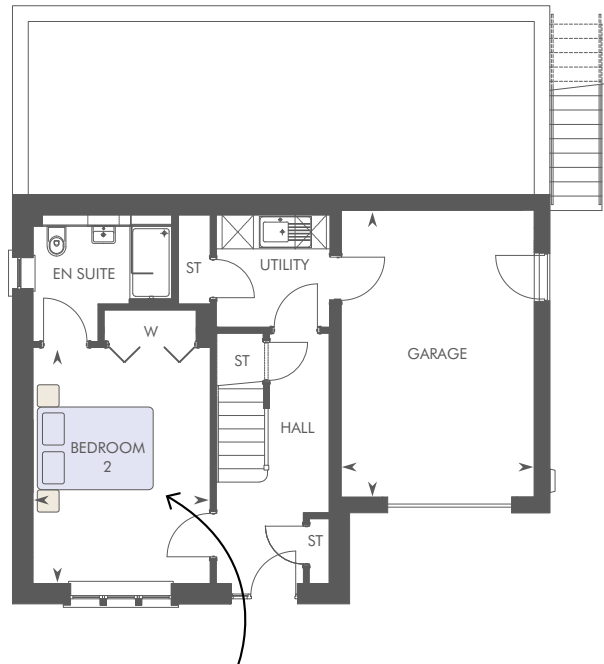 EN SUITE
ST
UTILITY
W
ST
GARAGE
HALL
BEDROOM
2
ST